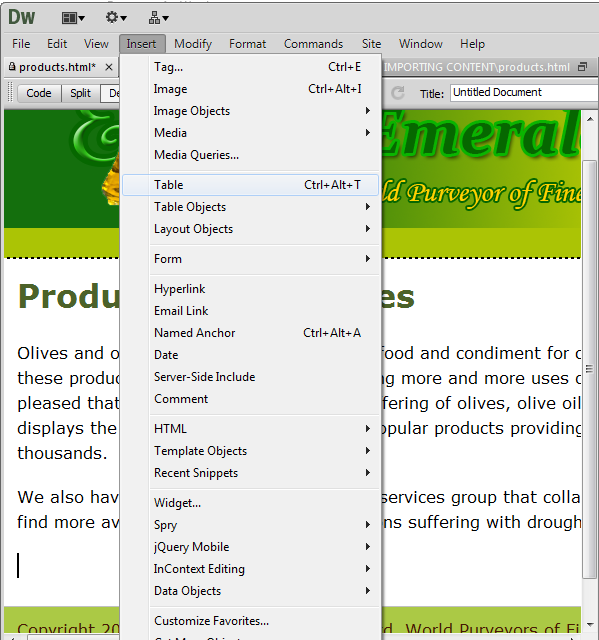 Dw
File Edit View Insert Modify Format Commands Site Window Help
products.html* × IMPORTING CONTENT\products.html
Code Split Title: Untitled Document
Tag... Ctrl+E
Image Ctrl+Alt+I
Image Objects
Media
Media Queries...
Table Ctrl+Alt+T
Table Objects
Layout Objects
Form
Hyperlink
Email Link
Named Anchor Ctrl+Alt+A
Date
Server-Side Include
Comment
HTML
Template Objects
Recent Snippets
Widget...
Spry
jQuery Mobile
InContext Editing
Data Objects
Customize Favorites...
Emeral
ld Purveyor of Fine
Produ es
Olives and o food and condiment for
these produc ng more and more uses
pleased that fering of olives, olive oil
displays the opular products providing
thousands.
We also hav services group that colla
find more av ns suffering with drough
Copyright 20 d, World Purveyors of Fi